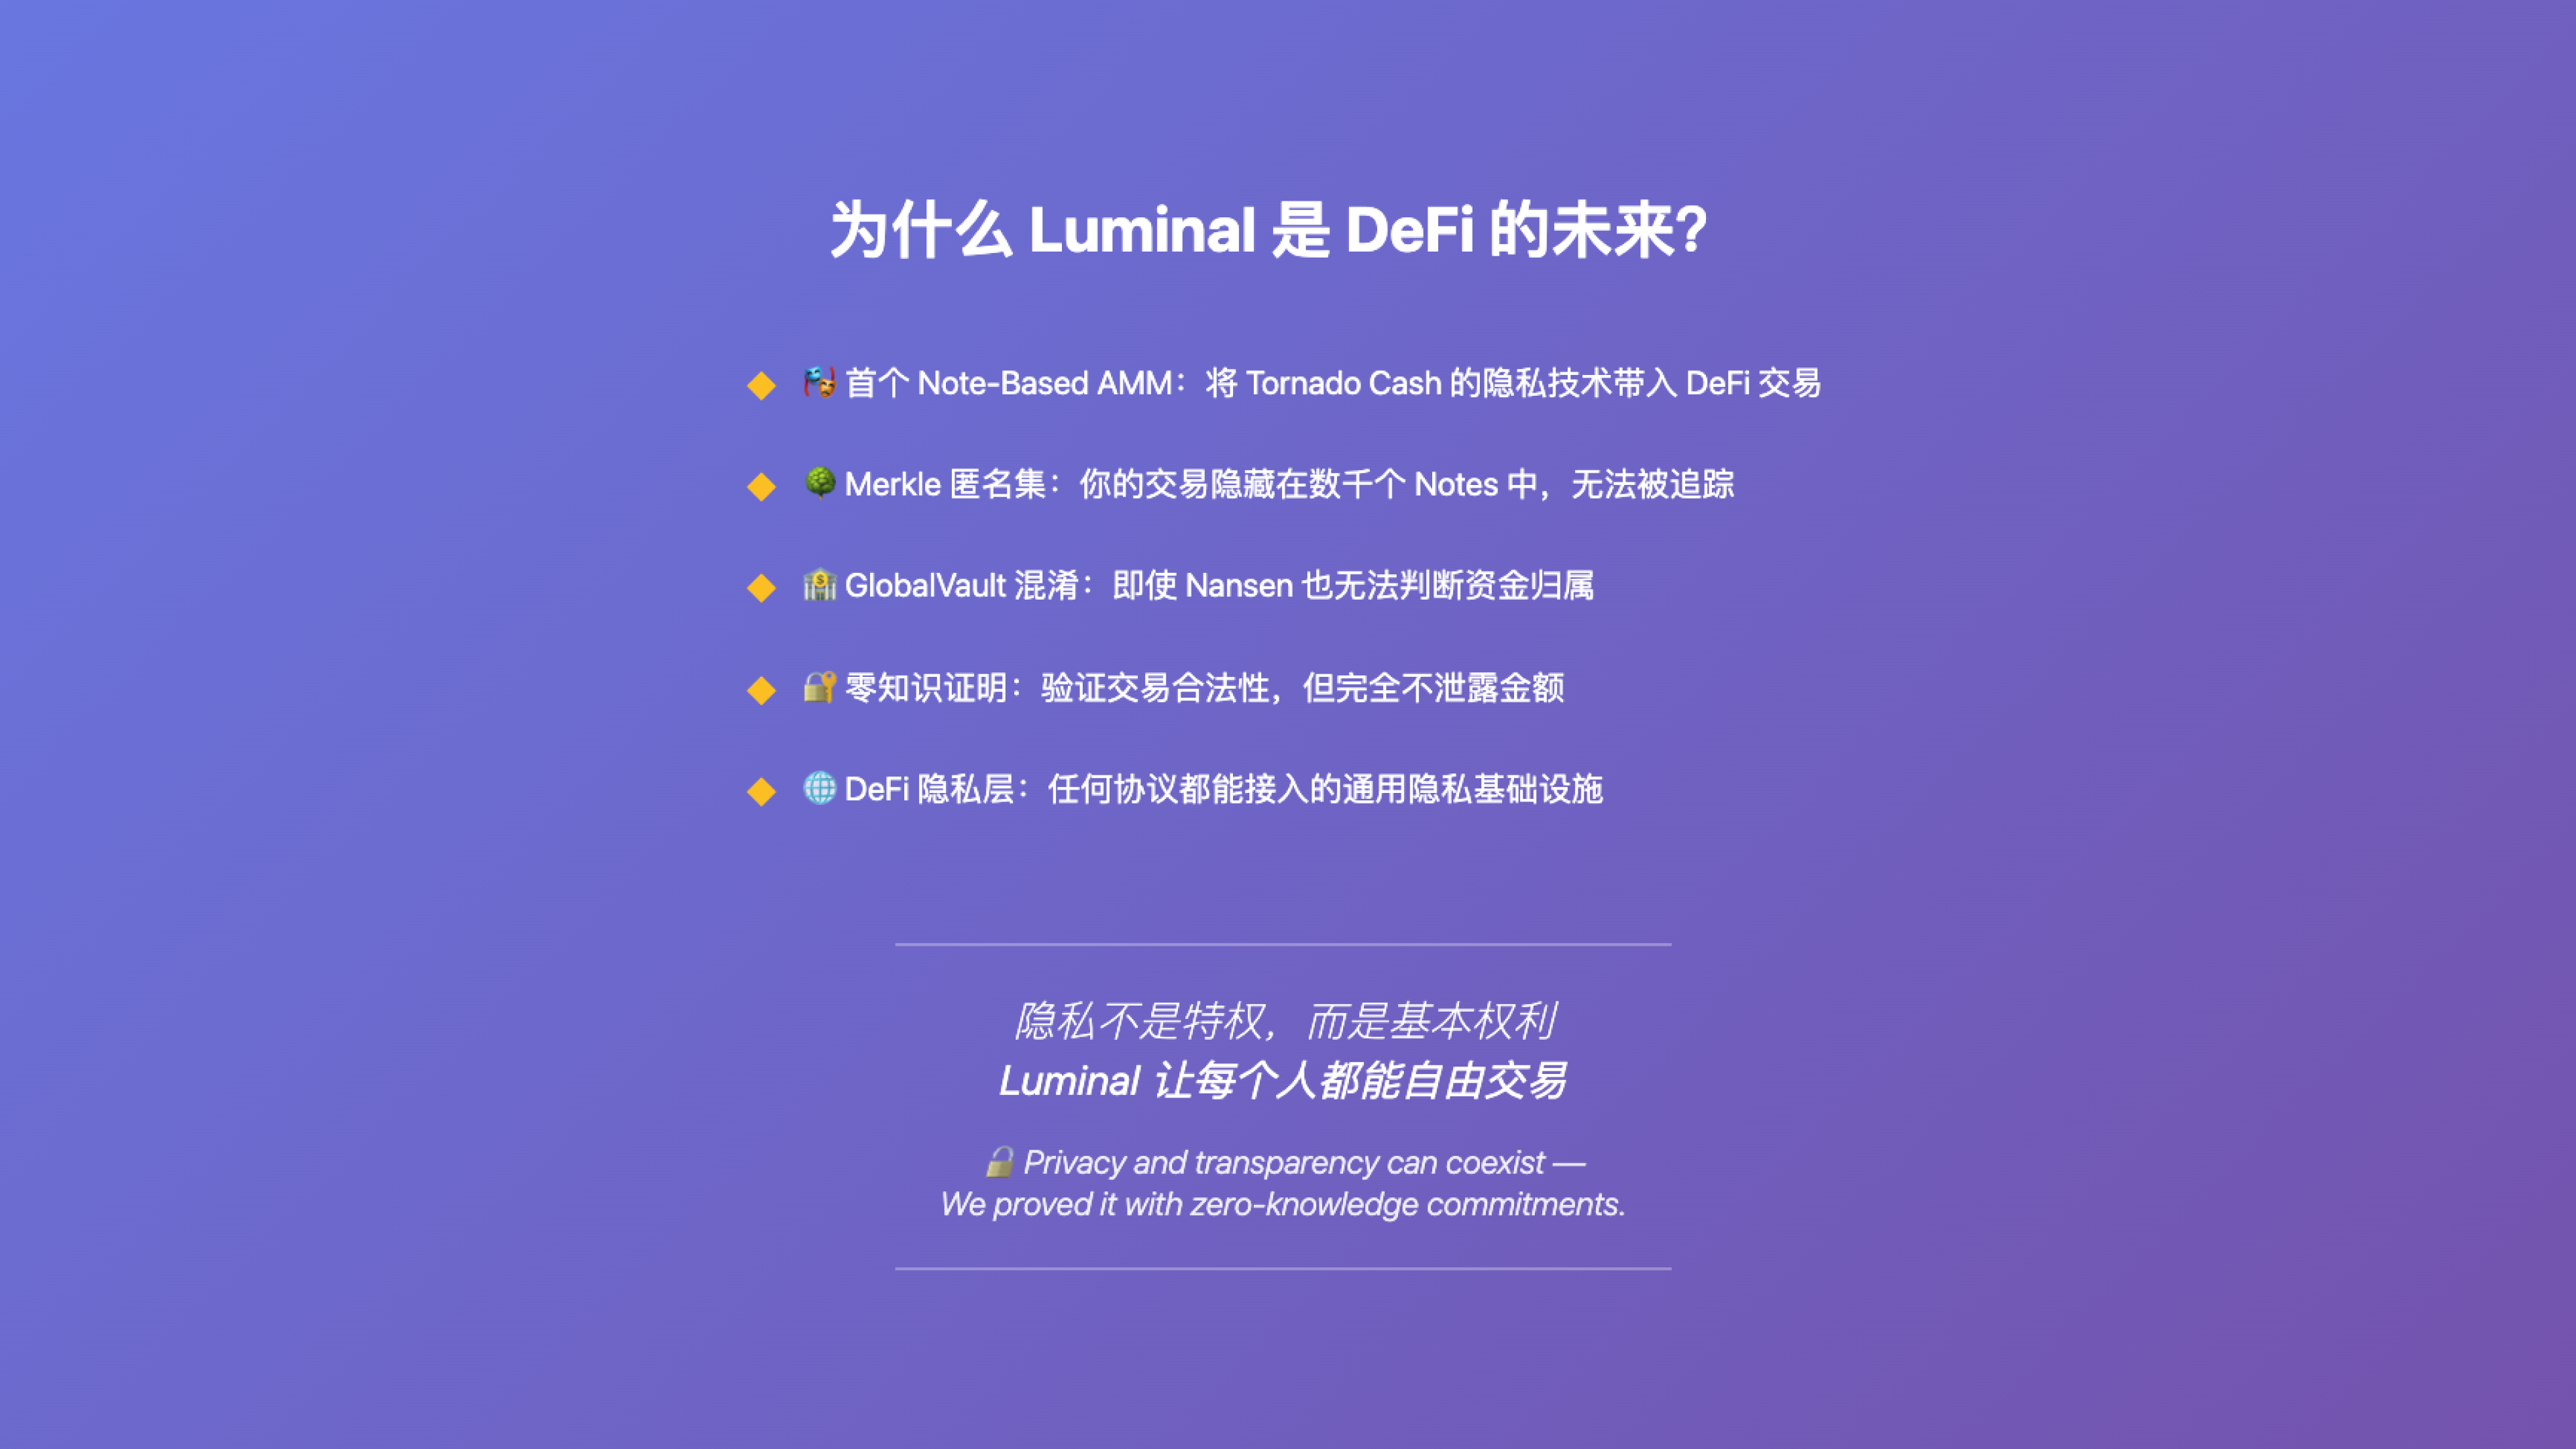 为什么 Luminal 是 DeFi 的未来？
🎭 首个 Note-Based AMM：将 Tornado Cash 的隐私技术带入 DeFi 交易
🌳 Merkle 匿名集：你的交易隐藏在数千个 Notes 中，无法被追踪
🏦 GlobalVault 混淆：即使 Nansen 也无法判断资金归属
🔐 零知识证明：验证交易合法性，但完全不泄露金额
🌐 DeFi 隐私层：任何协议都能接入的通用隐私基础设施
隐私不是特权，而是基本权利
Luminal 让每个人都能自由交易
🔓 Privacy and transparency can coexist —
We proved it with zero-knowledge commitments.